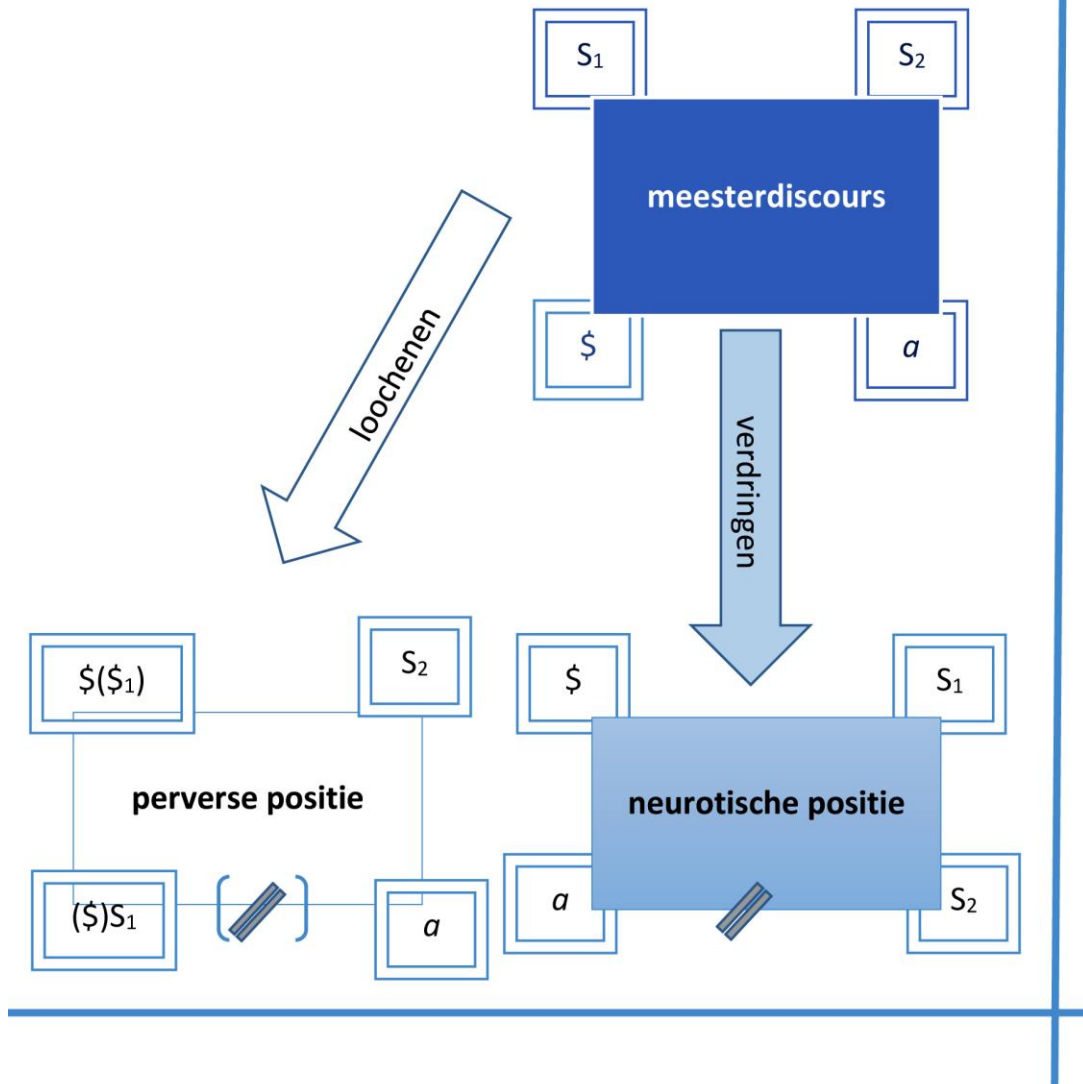 S₁
S₂
meesterdiscours
$
a
loochenen
verdringen
$($₁)
S₂
$
S₁
perverse positie
neurotische positie
($)S₁
a
a
S₂